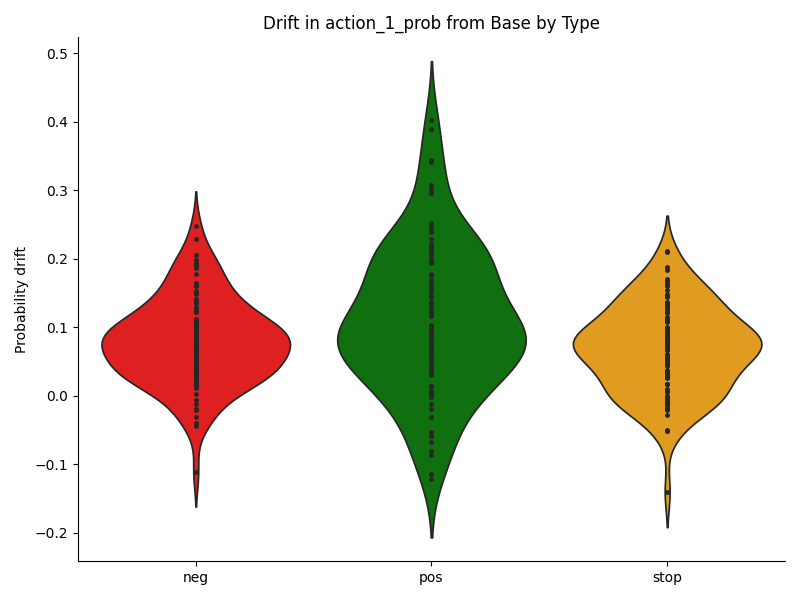 Drift in action_1_prob from Base by Type
Probability drift
0.5
0.4
0.3
0.2
0.1
0.0
−0.1
−0.2
neg pos stop